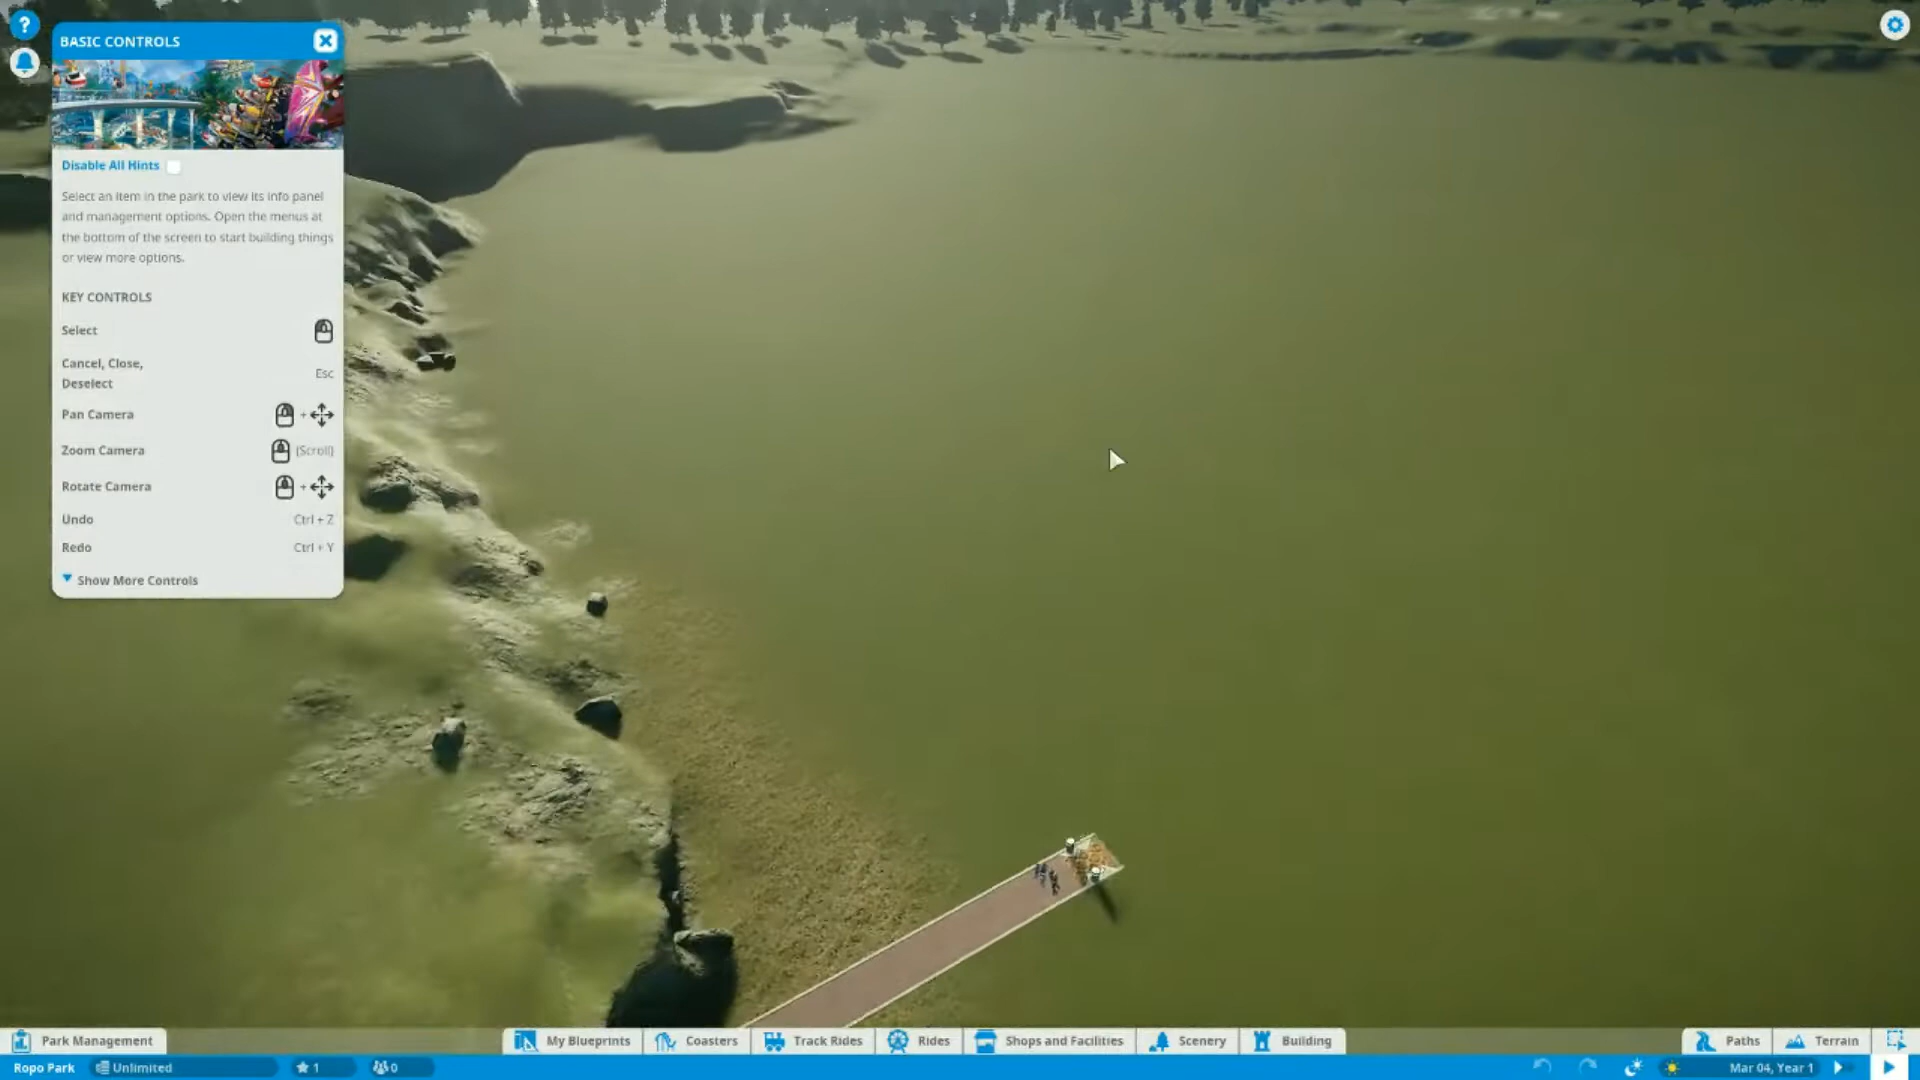 ?
BASIC CONTROLS
Disable All Hints
Select an item in the park to view its info panel
and management options. Open the menus at
the bottom of the screen to start building things
or view more options.
KEY CONTROLS
Select
Cancel, Close,
Deselect
Esc
Pan Camera
+
Zoom Camera
(Scroll)
Rotate Camera
+
Undo
Ctrl + Z
Redo
Ctrl + Y
Show More Controls
Park Management
My Blueprints
Coasters
Track Rides
Rides
Shops and Facilities
Scenery
Building
Paths
Terrain
Ropo Park
Unlimited
1
0
Mar 04, Year 1